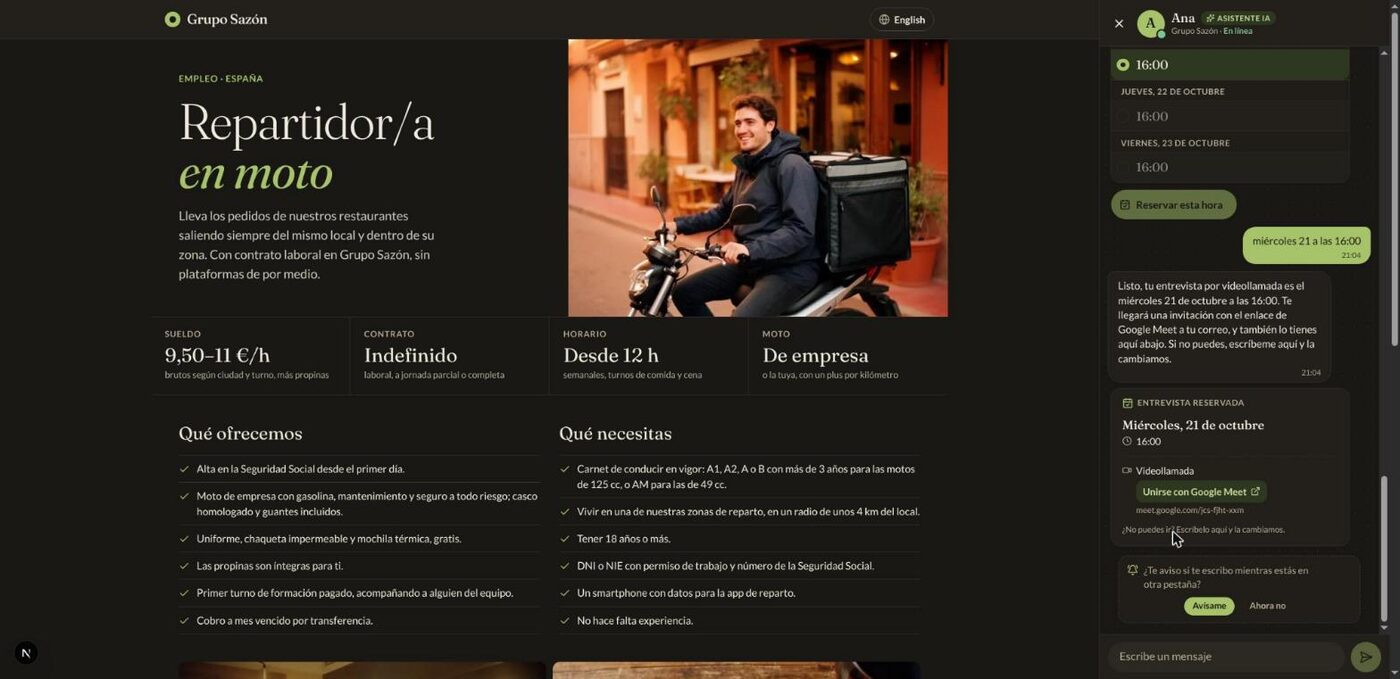 Grupo Sazón
English
EMPLEO · ESPAÑA
Repartidor/a
en moto
Lleva los pedidos de nuestros restaurantes
saliendo siempre del mismo local y dentro de su
zona. Con contrato laboral en Grupo Sazón, sin
plataformas de por medio.
SUELDO
9,50–11 €/h
brutos según ciudad y turno, más propinas
CONTRATO
Indefinido
laboral, a jornada parcial o completa
HORARIO
Desde 12 h
semanales, turnos de comida y cena
MOTO
De empresa
o la tuya, con un plus por kilómetro
Qué ofrecemos
Alta en la Seguridad Social desde el primer día.
Moto de empresa con gasolina, mantenimiento y seguro a todo riesgo; casco
homologado y guantes incluidos.
Uniforme, chaqueta impermeable y mochila térmica, gratis.
Las propinas son íntegras para ti.
Primer turno de formación pagado, acompañando a alguien del equipo.
Cobro a mes vencido por transferencia.
Qué necesitas
Carnet de conducir en vigor: A1, A2, A o B con más de 3 años para las motos
de 125 cc, o AM para las de 49 cc.
Vivir en una de nuestras zonas de reparto, en un radio de unos 4 km del local.
Tener 18 años o más.
DNI o NIE con permiso de trabajo y número de la Seguridad Social.
Un smartphone con datos para la app de reparto.
No hace falta experiencia.
N
A
Ana
ASISTENTE IA
Grupo Sazón · En línea
16:00
JUEVES, 22 DE OCTUBRE
16:00
VIERNES, 23 DE OCTUBRE
16:00
Reservar esta hora
miércoles 21 a las 16:00
21:04
Listo, tu entrevista por videollamada es el
miércoles 21 de octubre a las 16:00. Te
llegará una invitación con el enlace de
Google Meet a tu correo, y también lo tienes
aquí abajo. Si no puedes, escríbeme aquí y la
cambiamos.
21:04
ENTREVISTA RESERVADA
Miércoles, 21 de octubre
16:00
Videollamada
Unirse con Google Meet
meet.google.com/jcs-fjht-xxm
¿No puedes ir? Escríbelo aquí y la cambiamos.
¿Te aviso si te escribo mientras estás en
otra pestaña?
Avísame
Ahora no
Escribe un mensaje